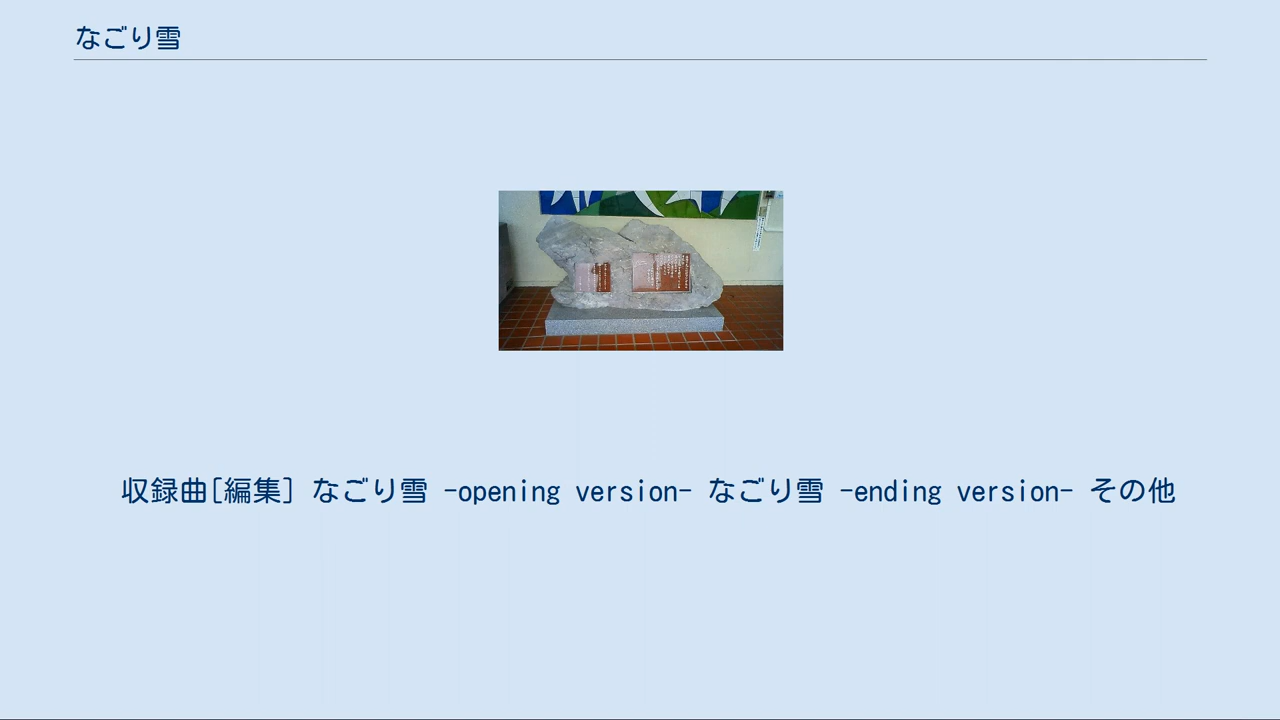 なごり雪
収録曲[編集] なごり雪 -opening version- なごり雪 -ending version- その他